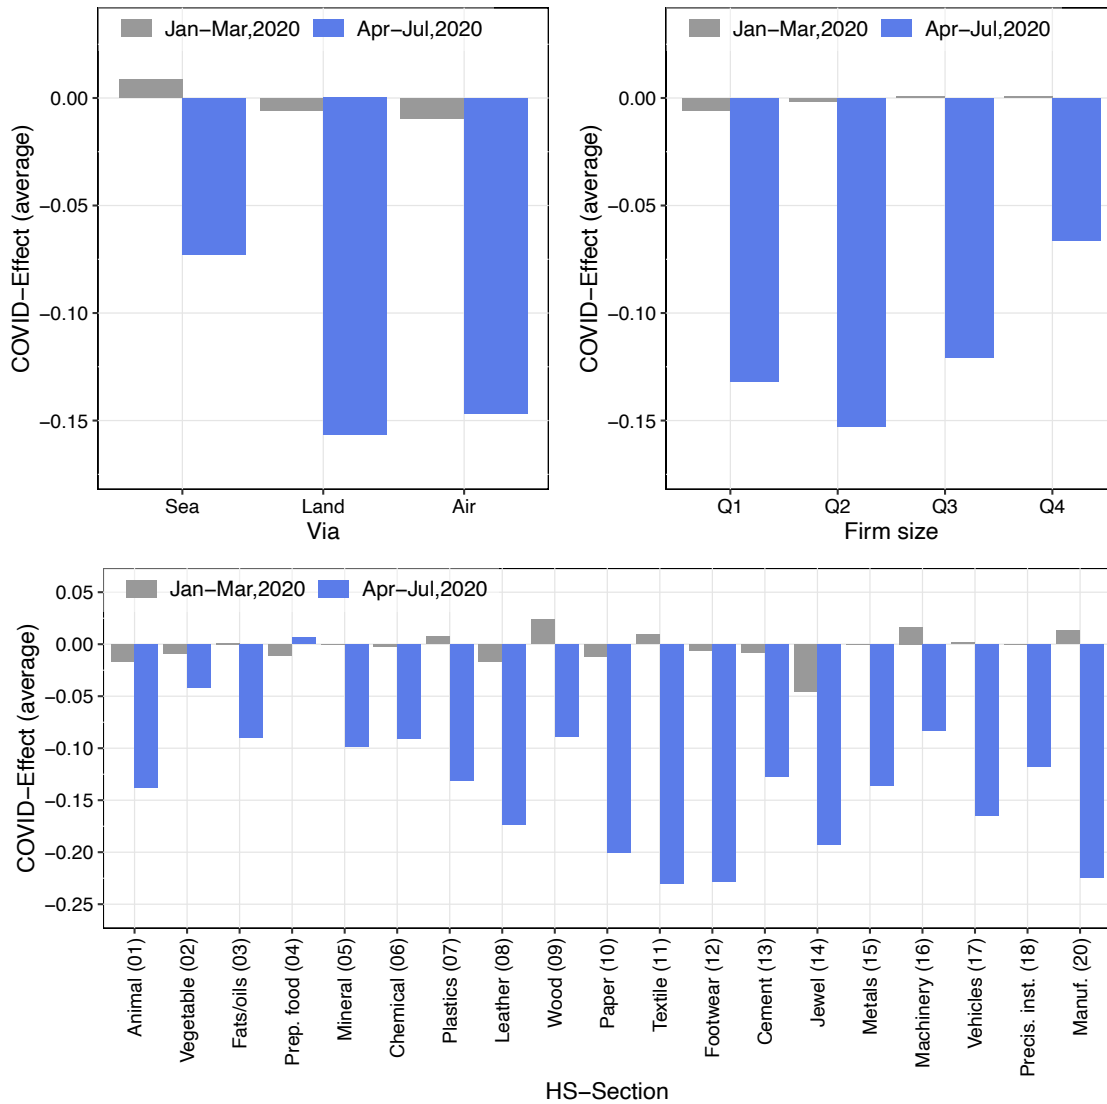 Jan−Mar,2020 Apr−Jul,2020
0.00
−0.05
−0.10
−0.15
COVID−Effect (average)
Sea Land Air
Via
Jan−Mar,2020 Apr−Jul,2020
0.00
−0.05
−0.10
−0.15
COVID−Effect (average)
Q1 Q2 Q3 Q4
Firm size
Jan−Mar,2020 Apr−Jul,2020
0.05
0.00
−0.05
−0.10
−0.15
−0.20
−0.25
COVID−Effect (average)
Animal (01)
Vegetable (02)
Fats/oils (03)
Prep. food (04)
Mineral (05)
Chemical (06)
Plastics (07)
Leather (08)
Wood (09)
Paper (10)
Textile (11)
Footwear (12)
Cement (13)
Jewel (14)
Metals (15)
Machinery (16)
Vehicles (17)
Precis. inst. (18)
Manuf. (20)
HS−Section